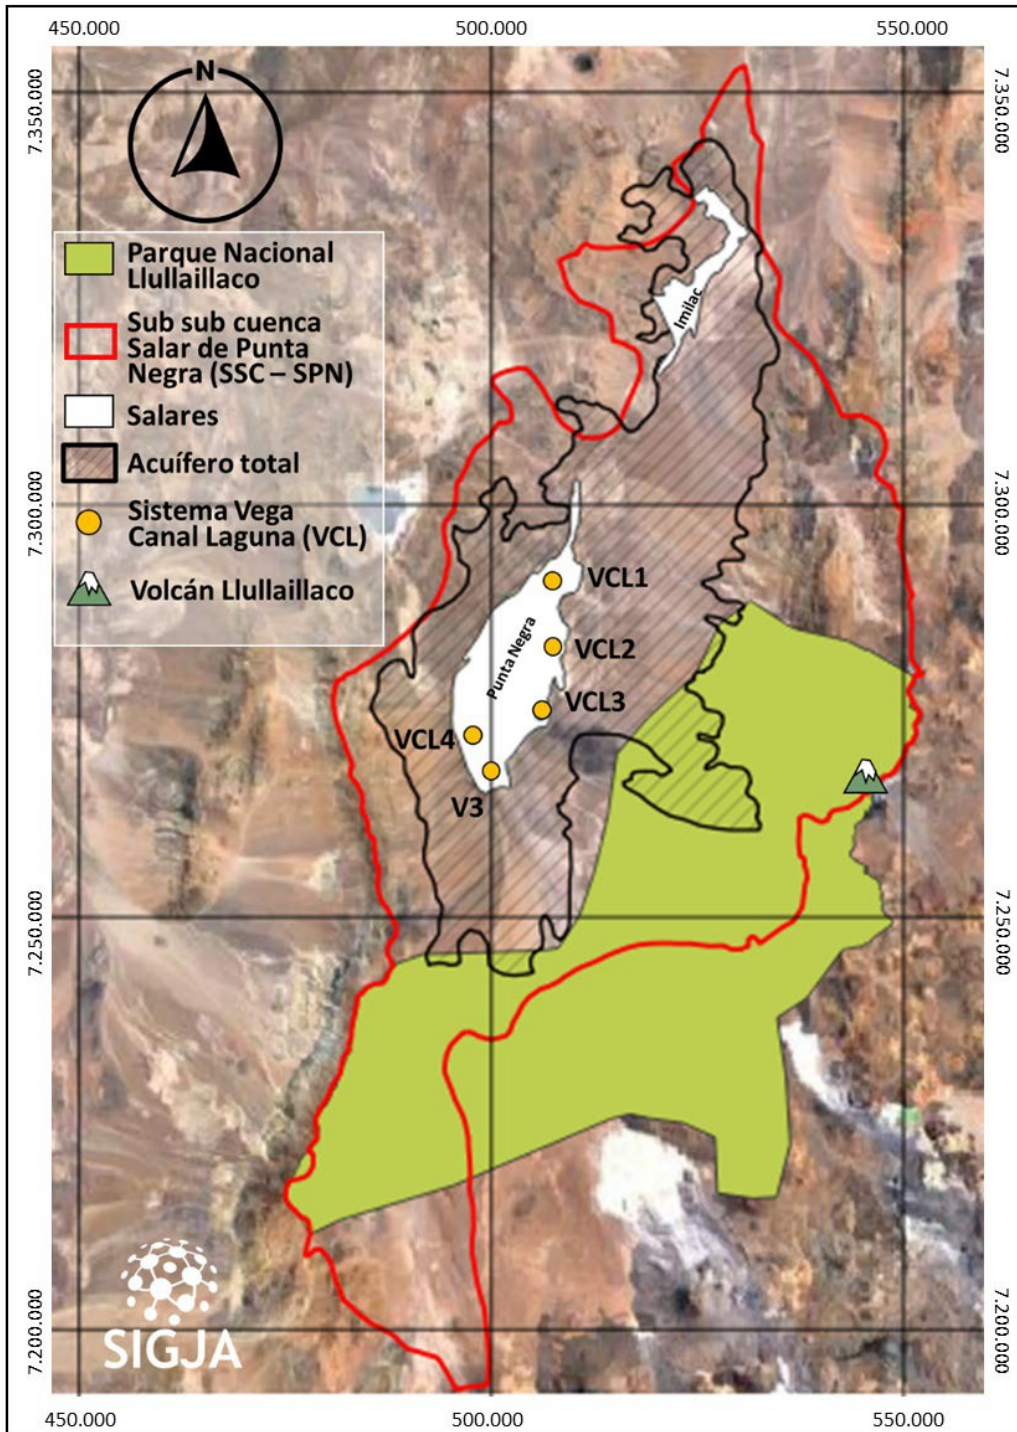 450.000
500.000
550.000
7.350.000
7.350.000
N
Parque Nacional
Llullaillaco
Sub sub cuenca
Salar de Punta
Negra (SSC – SPN)
Salares
Acuífero total
Sistema Vega
Canal Laguna (VCL)
Volcán Llullaillaco
Imilac
7.300.000
7.300.000
VCL1
VCL2
Punta Negra
VCL3
VCL4
V3
7.250.000
7.250.000
SIGJA
7.200.000
7.200.000
450.000
500.000
550.000